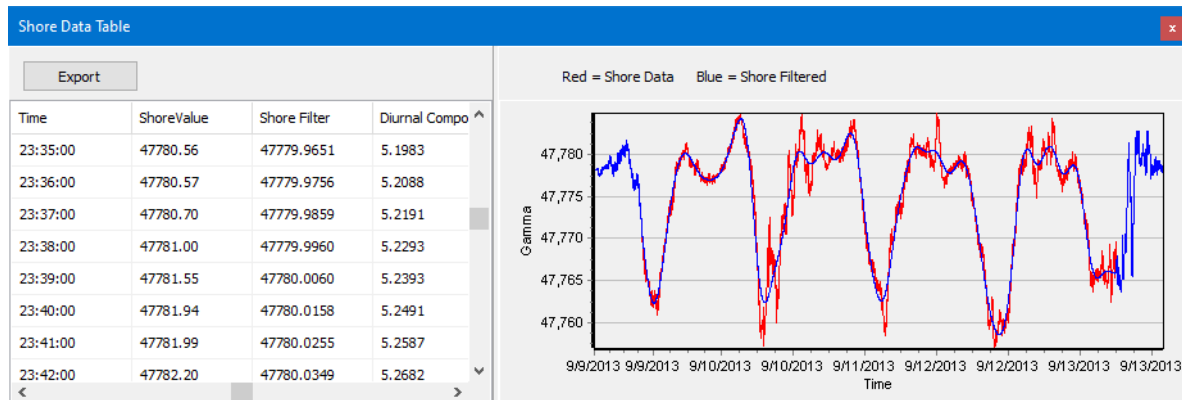 Shore Data Table
x
Export
Red = Shore Data Blue = Shore Filtered
Time ShoreValue Shore Filter Diurnal Compo
23:35:00 47780.56 47779.9651 5.1983
23:36:00 47780.57 47779.9756 5.2088
23:37:00 47780.70 47779.9859 5.2191
23:38:00 47781.00 47779.9960 5.2293
23:39:00 47781.55 47780.0060 5.2393
23:40:00 47781.94 47780.0158 5.2491
23:41:00 47781.99 47780.0255 5.2587
23:42:00 47782.20 47780.0349 5.2682
Gamma
47,780
47,775
47,770
47,765
47,760
9/9/2013 9/9/2013 9/10/2013 9/10/2013 9/11/2013 9/12/2013 9/12/2013 9/13/2013 9/13/2013
Time